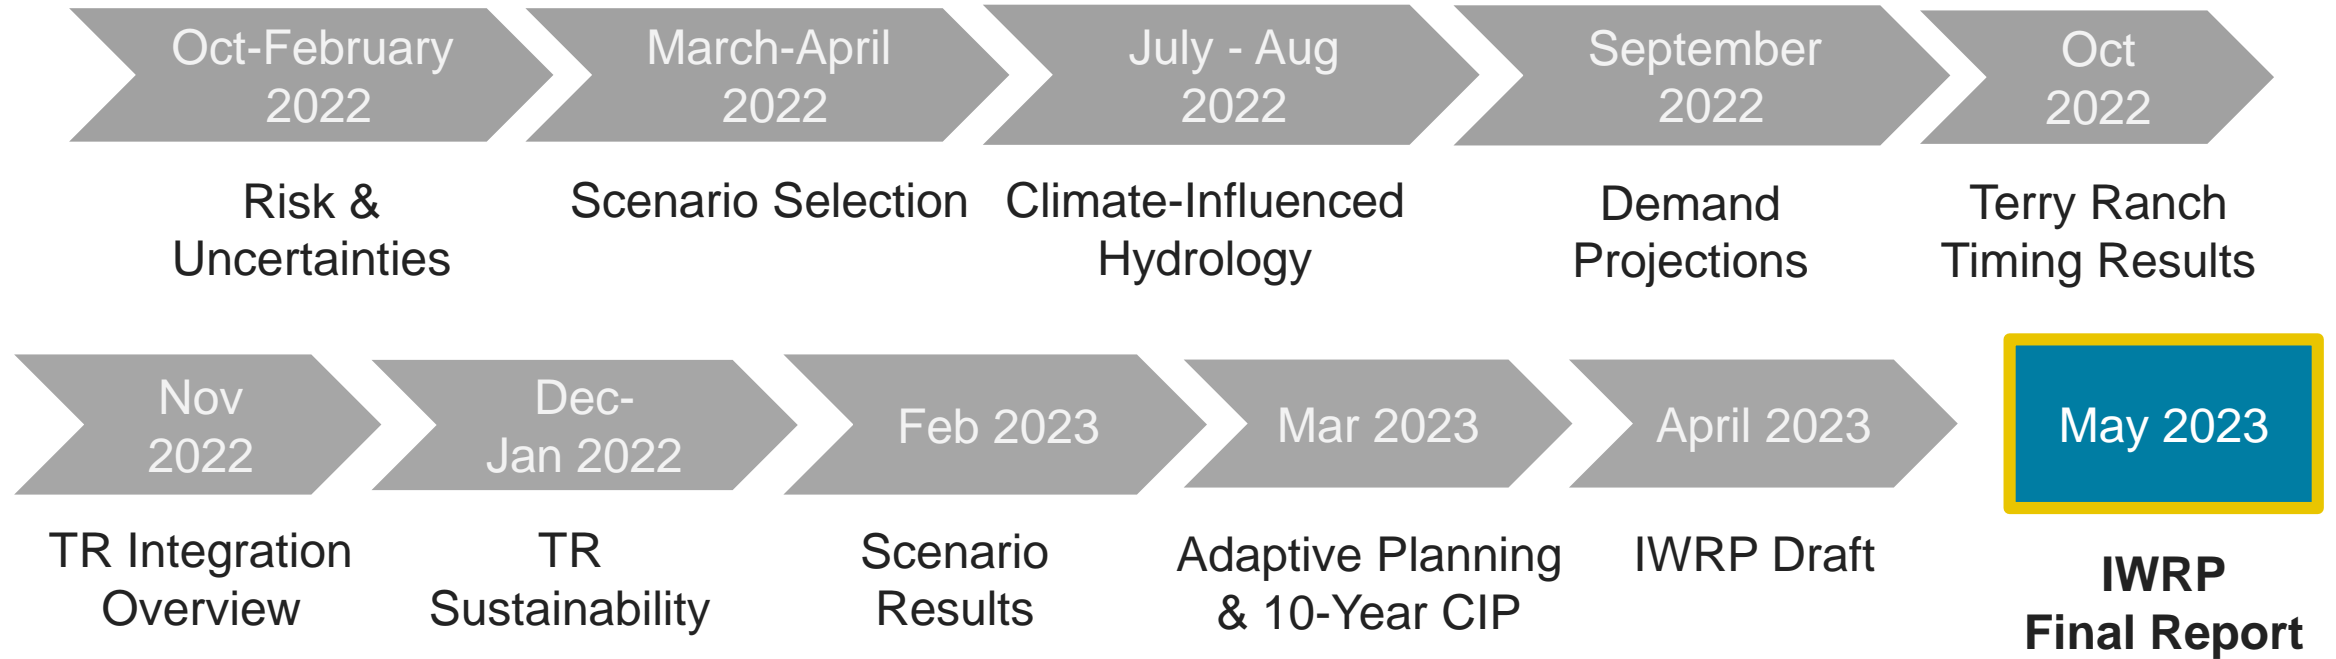 Oct-February
2022
Risk &
Uncertainties
March-April
2022
Scenario Selection
July - Aug
2022
Climate-Influenced
Hydrology
September
2022
Demand
Projections
Oct
2022
Terry Ranch
Timing Results
Nov
2022
TR Integration
Overview
Dec-
Jan 2022
TR
Sustainability
Feb 2023
Scenario
Results
Mar 2023
Adaptive Planning
& 10-Year CIP
April 2023
IWRP Draft
May 2023
IWRP
Final Report